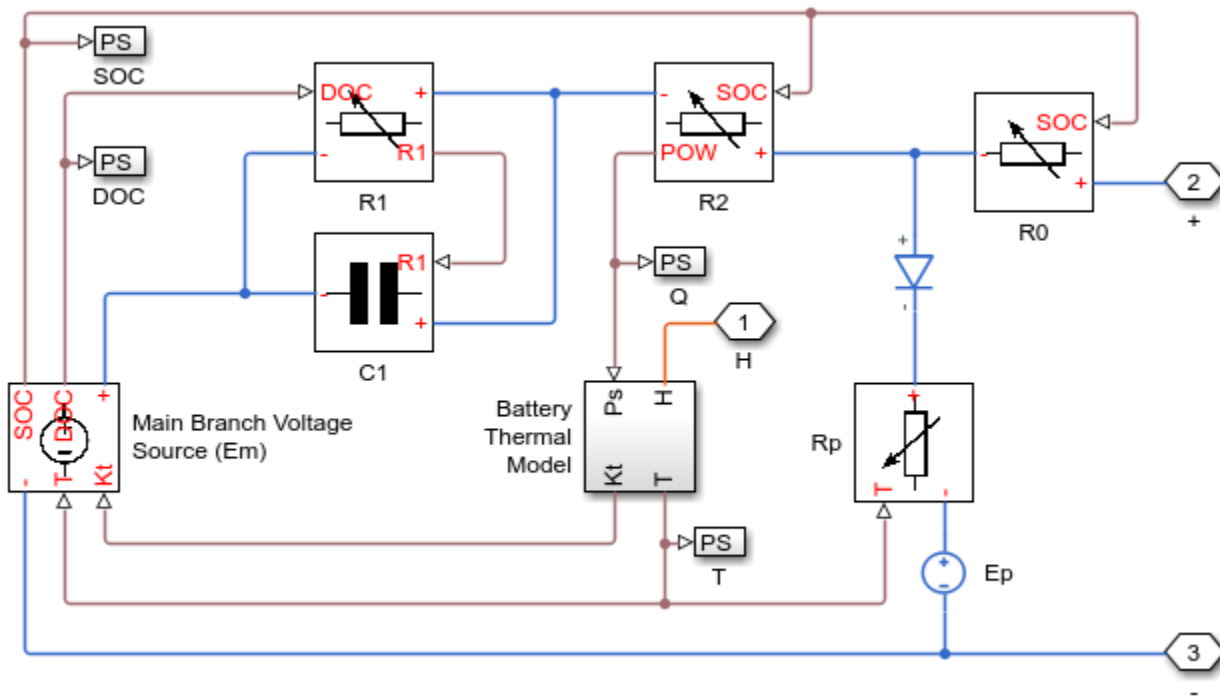 PS
SOC
DOC
+
-
R1
R1
-
SOC
POW
+
R2
SOC
-
+
R0
2
+
PS
DOC
R1
-
+
C1
PS
Q
1
H
+
-
SOC
DOC
+
-
T
Kt
Main Branch Voltage
Source (Em)
Battery
Thermal
Model
Ps
H
Kt
T
Rp
+
T
-
PS
T
+
-
Ep
3
-